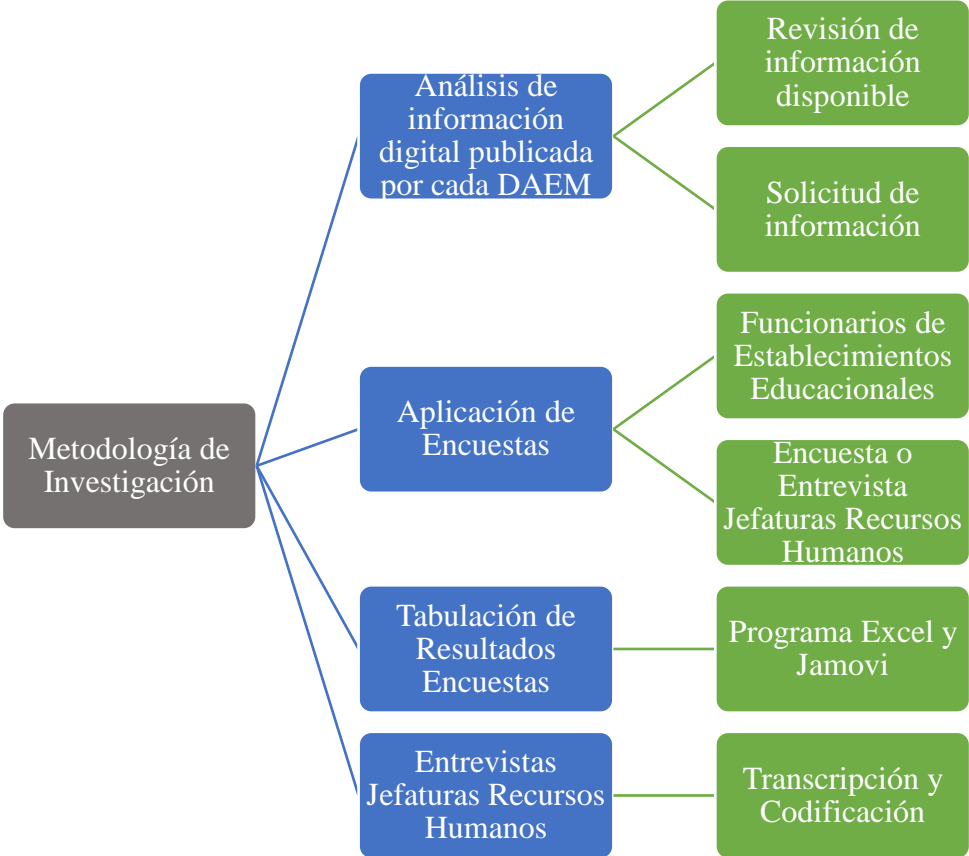 Metodología de
Investigación
Análisis de
información
digital publicada
por cada DAEM
Revisión de
información
disponible
Solicitud de
información
Aplicación de
Encuestas
Funcionarios de
Establecimientos
Educacionales
Encuesta o
Entrevista
Jefaturas Recursos
Humanos
Tabulación de
Resultados
Encuestas
Programa Excel y
Jamovi
Entrevistas
Jefaturas Recursos
Humanos
Transcripción y
Codificación